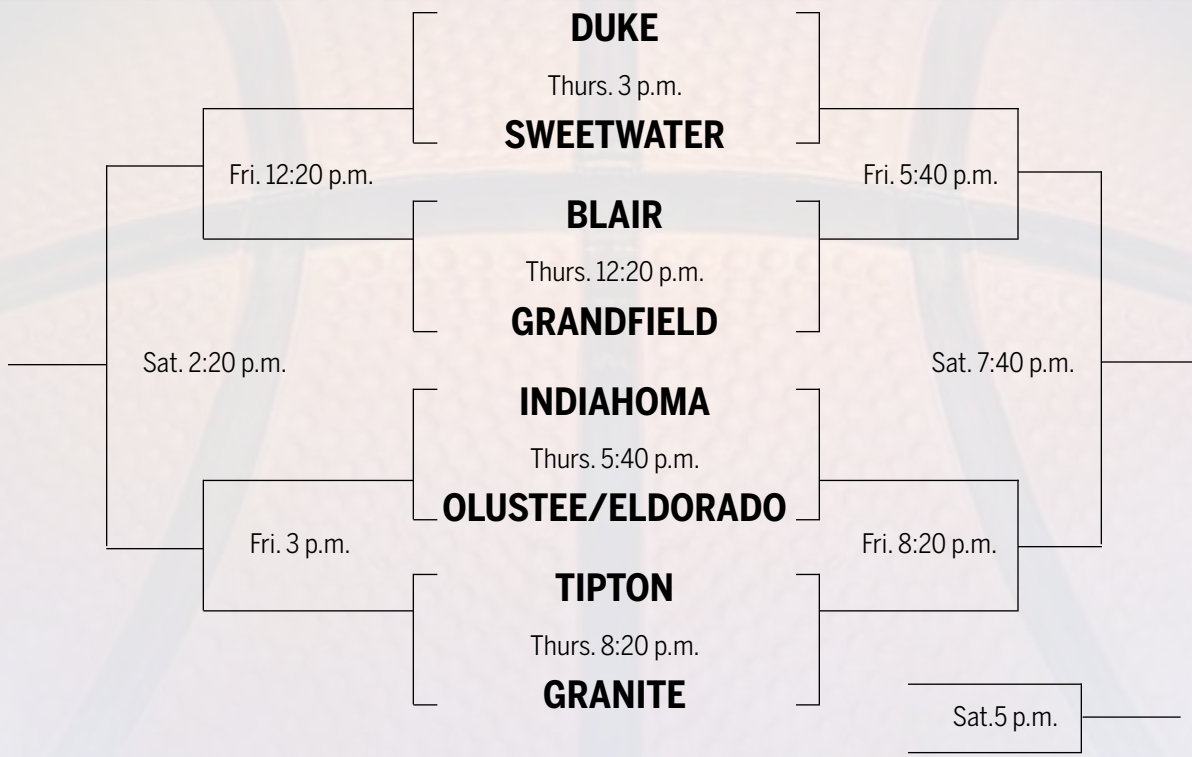 DUKE
Thurs. 3 p.m.
SWEETWATER
Fri. 12:20 p.m.
Fri. 5:40 p.m.
BLAIR
Thurs. 12:20 p.m.
GRANDFIELD
Sat. 2:20 p.m.
Sat. 7:40 p.m.
INDIAHOMA
Thurs. 5:40 p.m.
OLUSTEE/ELDORADO
Fri. 3 p.m.
Fri. 8:20 p.m.
TIPTON
Thurs. 8:20 p.m.
GRANITE
Sat.5 p.m.